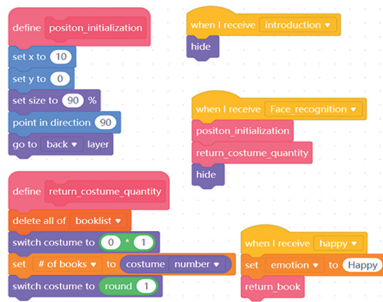 define positon_initialization
set x to 10
set y to 0
set size to 90 %
point in direction 90
go to back layer
define return_costume_quantity
delete all of booklist
switch costume to 0 * 1
set # of books to costume number
switch costume to round 1
when I receive introduction
hide
when I receive Face_recognition
positon_initialization
return_costume_quantity
hide
when I receive happy
set emotion to Happy
return_book